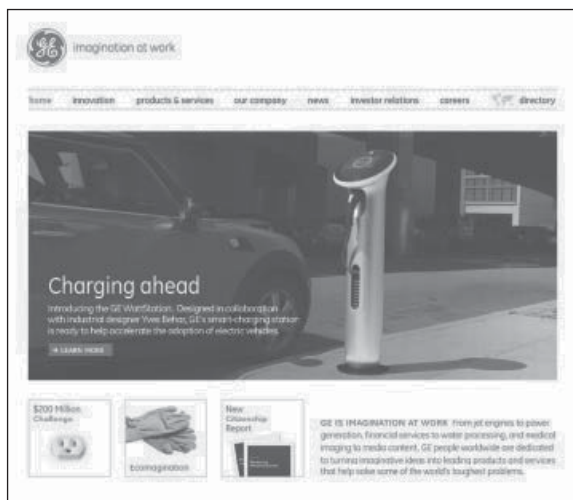 GE
imagination at work
home innovation products & services our company news investor relations careers directory
Charging ahead
Introducing the GE WattStation. Designed in collaboration
with industrial designer Yves Behar, GE's smart-charging station
is ready to help accelerate the adoption of electric vehicles.
LEARN MORE
$200 Million
Challenge
ecomagination
New
Citizenship
Report
GE IS IMAGINATION AT WORK From jet engines to power
generation, financial services to water processing, and medical
imaging to media content, GE people worldwide are dedicated
to turning imaginative ideas into leading products and services
that help solve some of the world's toughest problems.